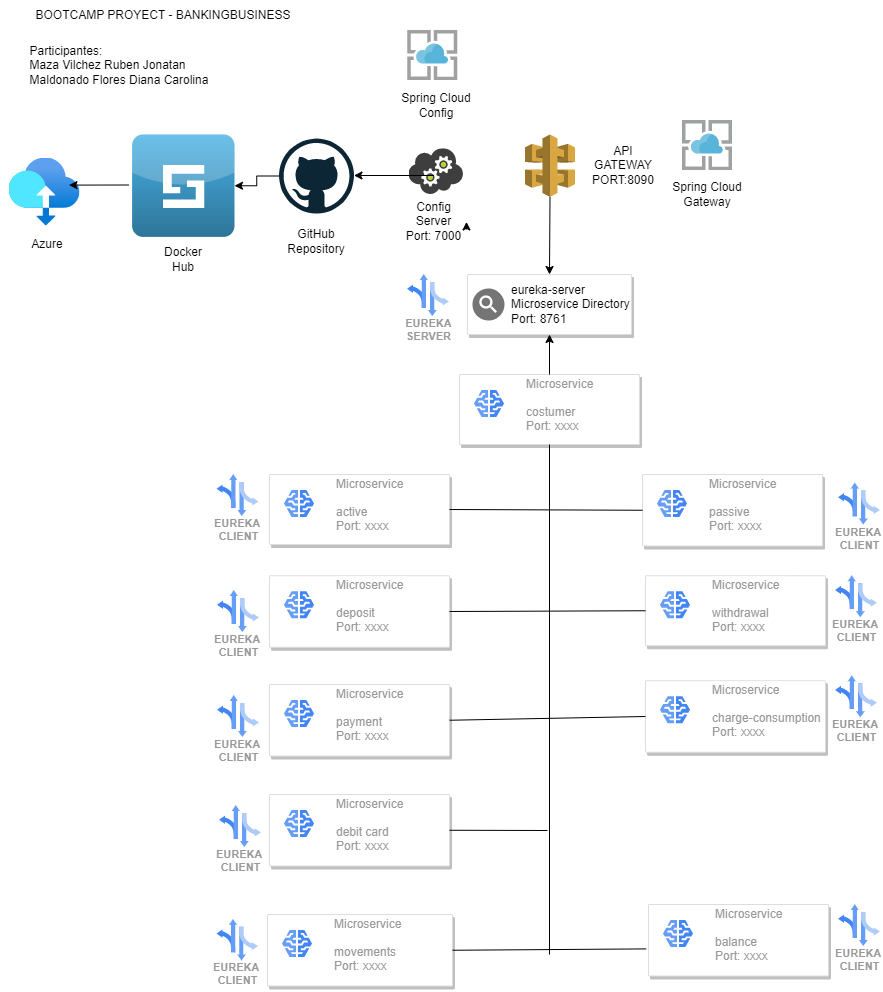 BOOTCAMP PROYECT - BANKINGBUSINESS
Participantes:
Maza Vilchez Ruben Jonatan
Maldonado Flores Diana Carolina
Spring Cloud
Config
API
GATEWAY
PORT:8090
Spring Cloud
Gateway
Azure
Docker
Hub
GitHub
Repository
Config
Server
Port: 7000
EUREKA
SERVER
eureka-server
Microservice Directory
Port: 8761
Microservice
costumer
Port: xxxx
EUREKA
CLIENT
Microservice
active
Port: xxxx
Microservice
passive
Port: xxxx
EUREKA
CLIENT
EUREKA
CLIENT
Microservice
deposit
Port: xxxx
Microservice
withdrawal
Port: xxxx
EUREKA
CLIENT
EUREKA
CLIENT
Microservice
payment
Port: xxxx
Microservice
charge-consumption
Port: xxxx
EUREKA
CLIENT
EUREKA
CLIENT
Microservice
debit card
Port: xxxx
EUREKA
CLIENT
Microservice
movements
Port: xxxx
Microservice
balance
Port: xxxx
EUREKA
CLIENT